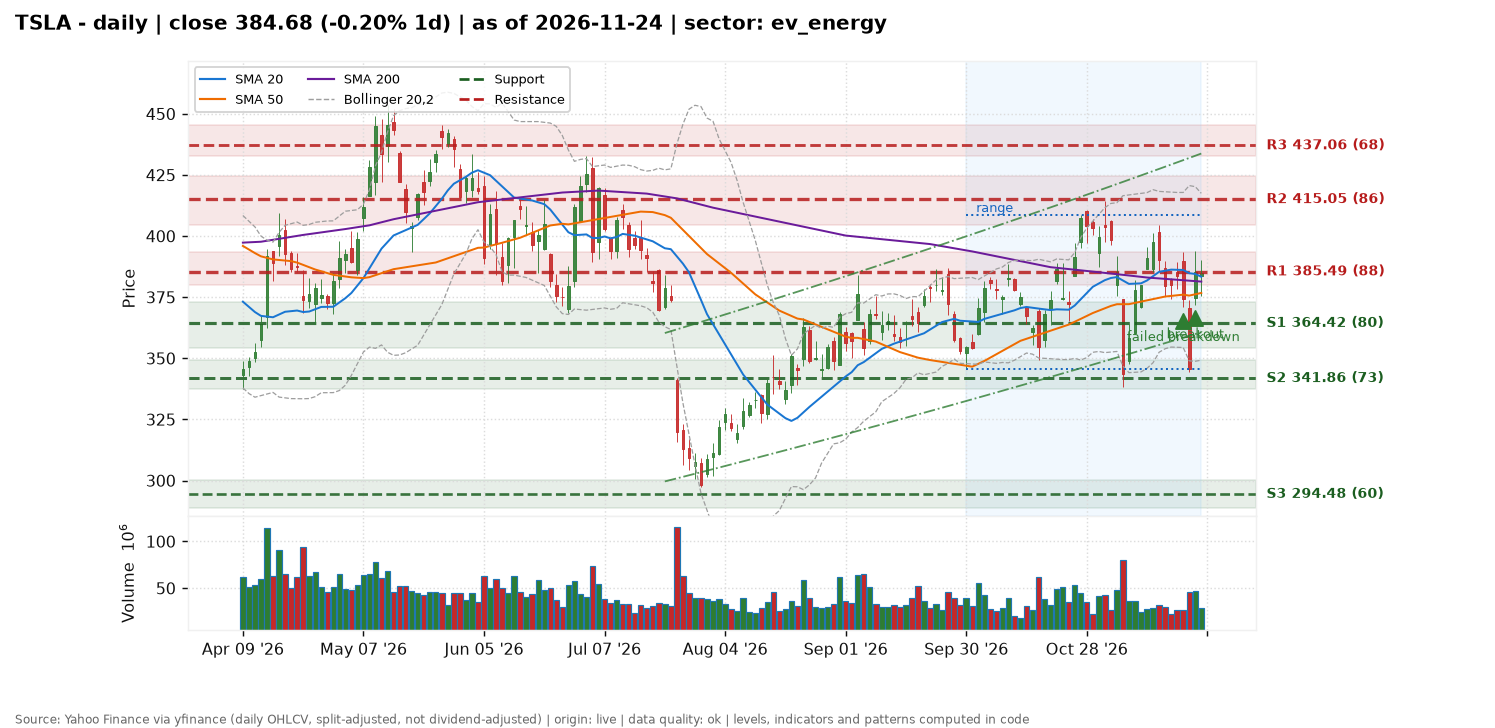 TSLA - daily | close 384.68 (-0.20% 1d) | as of 2026-11-24 | sector: ev_energy
SMA 20
SMA 50
SMA 200
Bollinger 20,2
Support
Resistance
Price
450
425
400
375
350
325
300
range
failed breakdown
breakout
R3 437.06 (68)
R2 415.05 (86)
R1 385.49 (88)
S1 364.42 (80)
S2 341.86 (73)
S3 294.48 (60)
Volume 10⁶
100
50
Apr 09 '26
May 07 '26
Jun 05 '26
Jul 07 '26
Aug 04 '26
Sep 01 '26
Sep 30 '26
Oct 28 '26
Source: Yahoo Finance via yfinance (daily OHLCV, split-adjusted, not dividend-adjusted) | origin: live | data quality: ok | levels, indicators and patterns computed in code